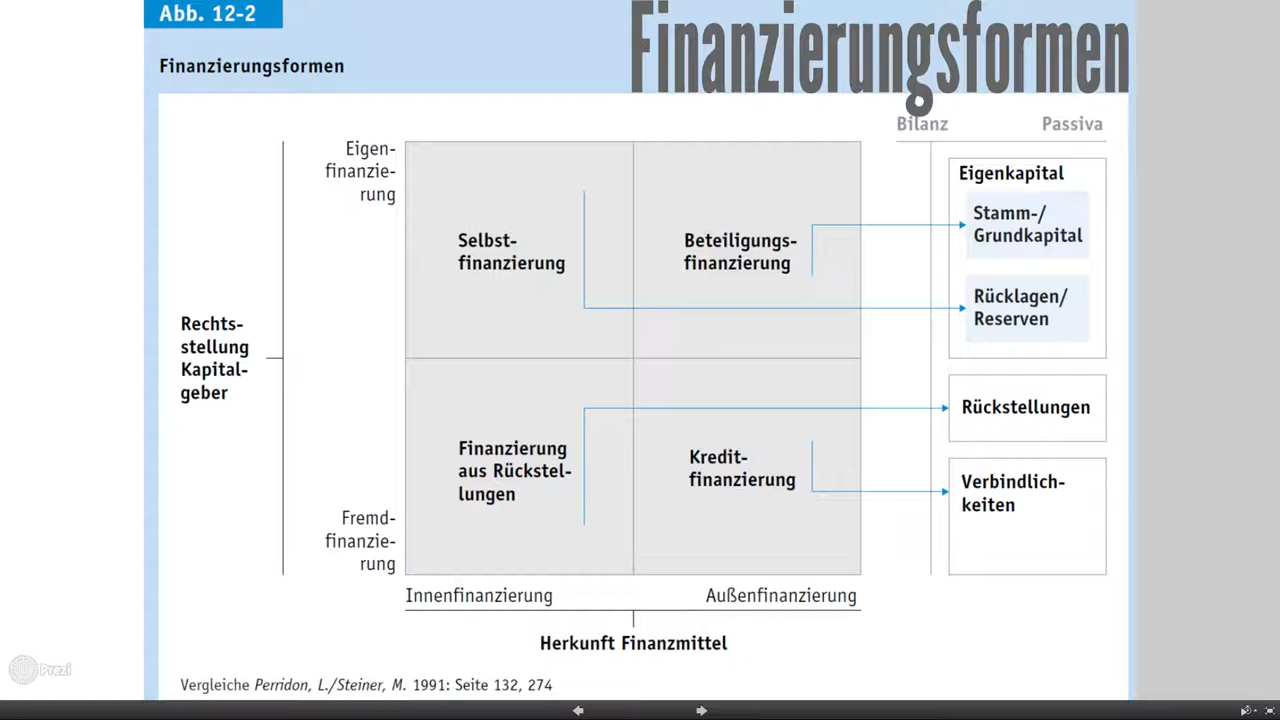 Abb. 12-2
Finanzierungsformen
Finanzierungsformen
Bilanz Passiva
Eigen-
finanzie-
rung
Selbst-
finanzierung
Beteiligungs-
finanzierung
Eigenkapital
Stamm-/
Grundkapital
Rücklagen/
Reserven
Rechts-
stellung
Kapital-
geber
Rückstellungen
Finanzierung
aus Rückstel-
lungen
Kredit-
finanzierung
Verbindlich-
keiten
Fremd-
finanzie-
rung
Innenfinanzierung Außenfinanzierung
Herkunft Finanzmittel
Prezi
Vergleiche Perridon, L./Steiner, M. 1991: Seite 132, 274